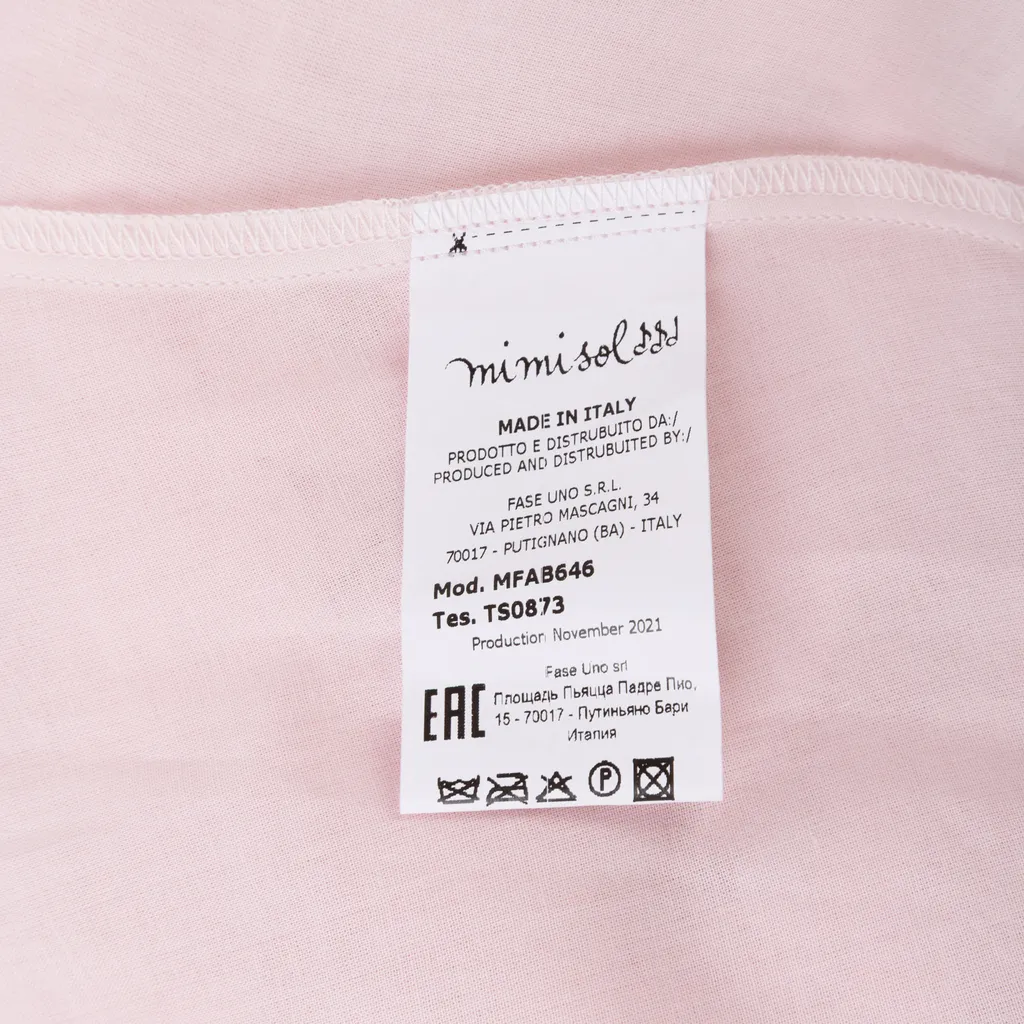 mimisol
MADE IN ITALY
PRODOTTO E DISTRUBUITO DA:/
PRODUCED AND DISTRUBUITED BY:/
FASE UNO S.R.L.
VIA PIETRO MASCAGNI, 34
70017 - PUTIGNANO (BA) - ITALY
Mod. MFAB646
Tes. TS0873
Production November 2021
Fase Uno srl
EAC
Площадь Пьяцца Падре Пио,
15 - 70017 - Путиньяно Бари
Италия
P